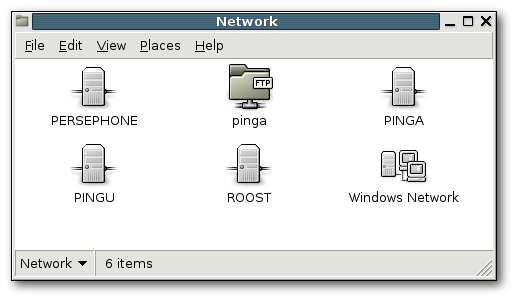 Network
File Edit View Places Help
FTP
PERSEPHONE pinga PINGA
PINGU ROOST Windows Network
Network 6 items